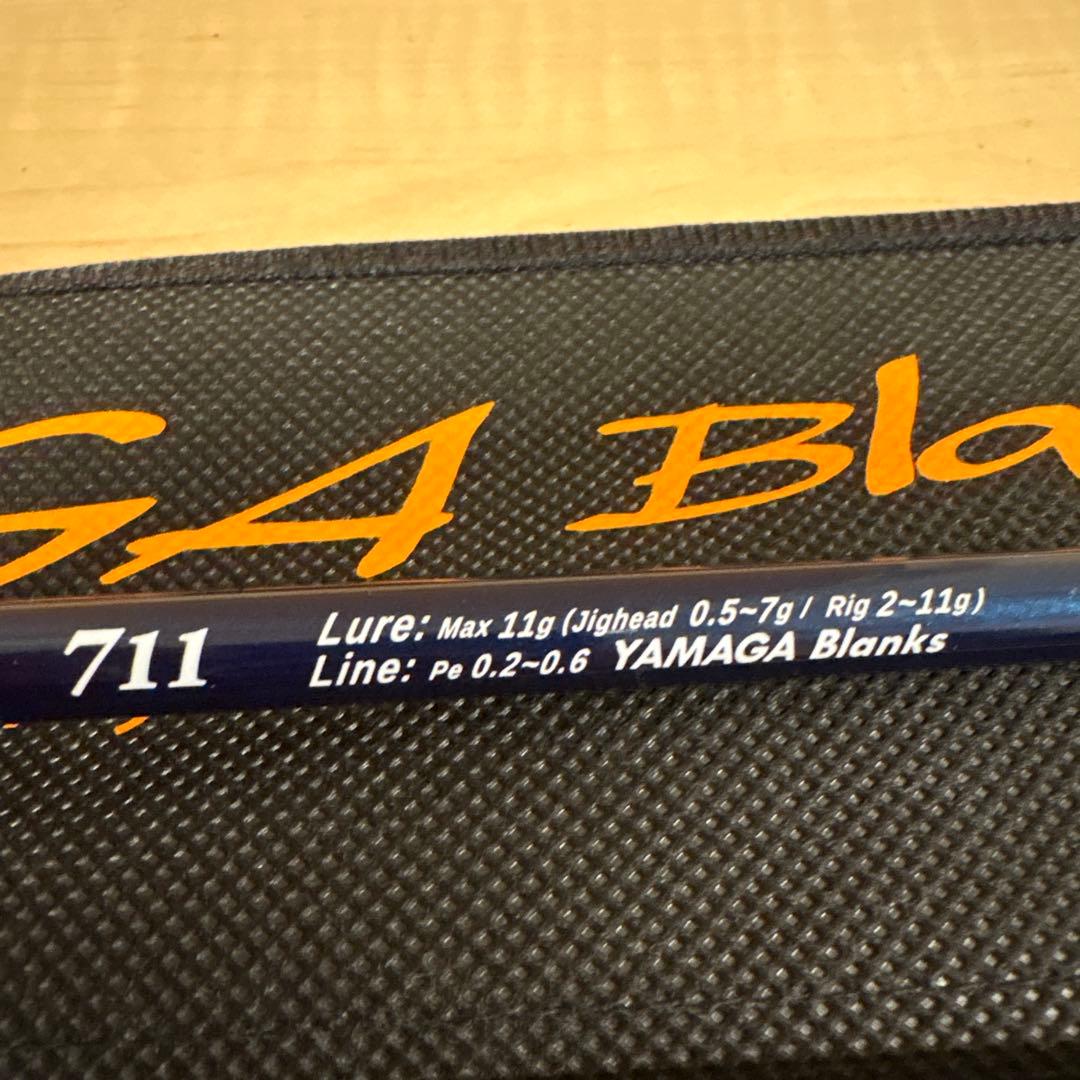 GA Bla
711
Lure: Max 11g (Jighead 0.5~7g / Rig 2~11g)
Line: Pe 0.2~0.6 YAMAGA Blanks